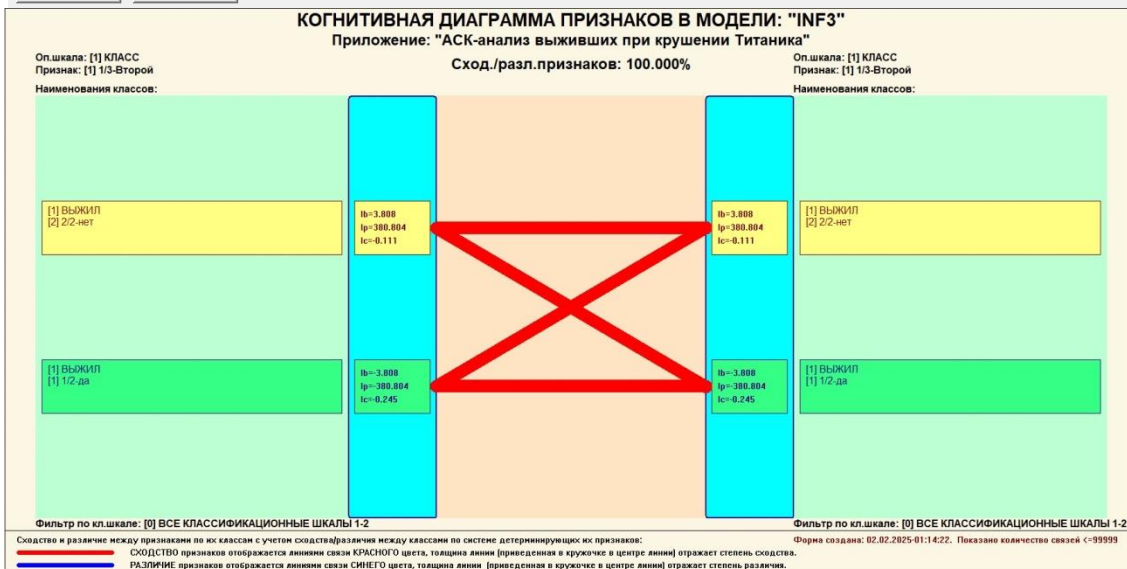 КОГНИТИВНАЯ ДИАГРАММА ПРИЗНАКОВ В МОДЕЛИ: "INF3"
Приложение: "АСК-анализ выживших при крушении Титаника"
Оп.шкала: [1] КЛАСС
Признак: [1] 1/3-Второй
Сход./разл.признаков: 100.000%
Оп.шкала: [1] КЛАСС
Признак: [1] 1/3-Второй
Наименования классов:
Наименования классов:
[1] ВЫЖИЛ
[2] 2/2-нет
Ib=3.808
Ip=380.804
Ic=-0.111
Ib=3.808
Ip=380.804
Ic=-0.111
[1] ВЫЖИЛ
[2] 2/2-нет
[1] ВЫЖИЛ
[1] 1/2-да
Ib=-3.808
Ip=-380.804
Ic=-0.245
Ib=-3.808
Ip=-380.804
Ic=-0.245
[1] ВЫЖИЛ
[1] 1/2-да
Фильтр по кл.шкале: [0] ВСЕ КЛАССИФИКАЦИОННЫЕ ШКАЛЫ 1-2
Фильтр по кл.шкале: [0] ВСЕ КЛАССИФИКАЦИОННЫЕ ШКАЛЫ 1-2
Сходство и различие между признаками по их классам с учетом сходства/различия между классами по системе детерминирующих их признаков:
Форма создана: 02.02.2025-01:14:22. Показано количество связей <=99999
СХОДСТВО признаков отображается линиями связи КРАСНОГО цвета, толщина линии (приведенная в кружочке в центре линии) отражает степень сходства.
РАЗЛИЧИЕ признаков отображается линиями связи СИНЕГО цвета, толщина линии (приведенная в кружочке в центре линии) отражает степень различия.